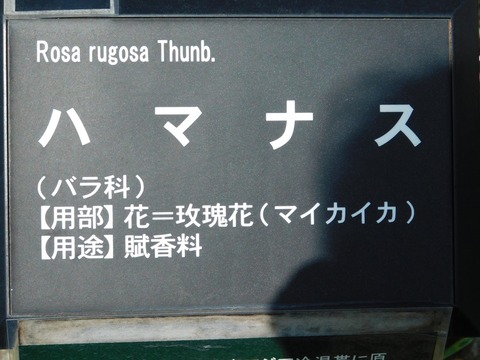 Rosa rugosa Thunb.
ハマナス
(バラ科)
【用部】花=玫瑰花(マイカイカ)
【用途】賦香料